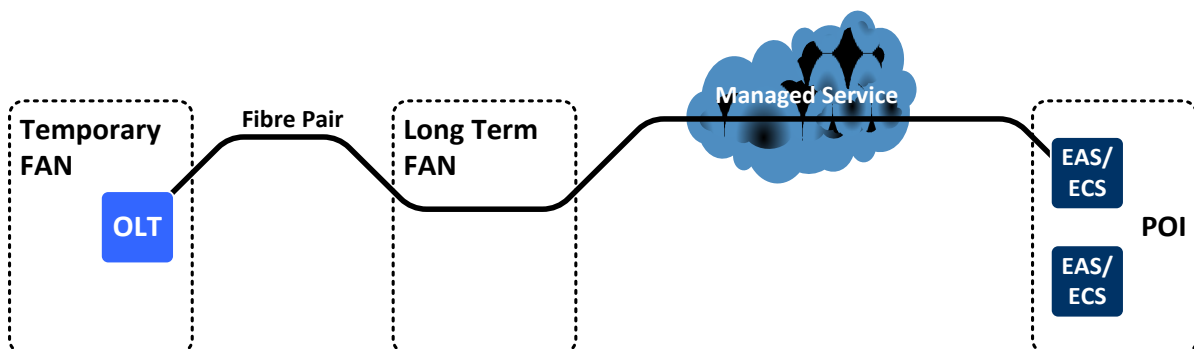 Temporary
FAN
OLT
Fibre Pair
Long Term
FAN
Managed Service
EAS/
ECS
EAS/
ECS
POI